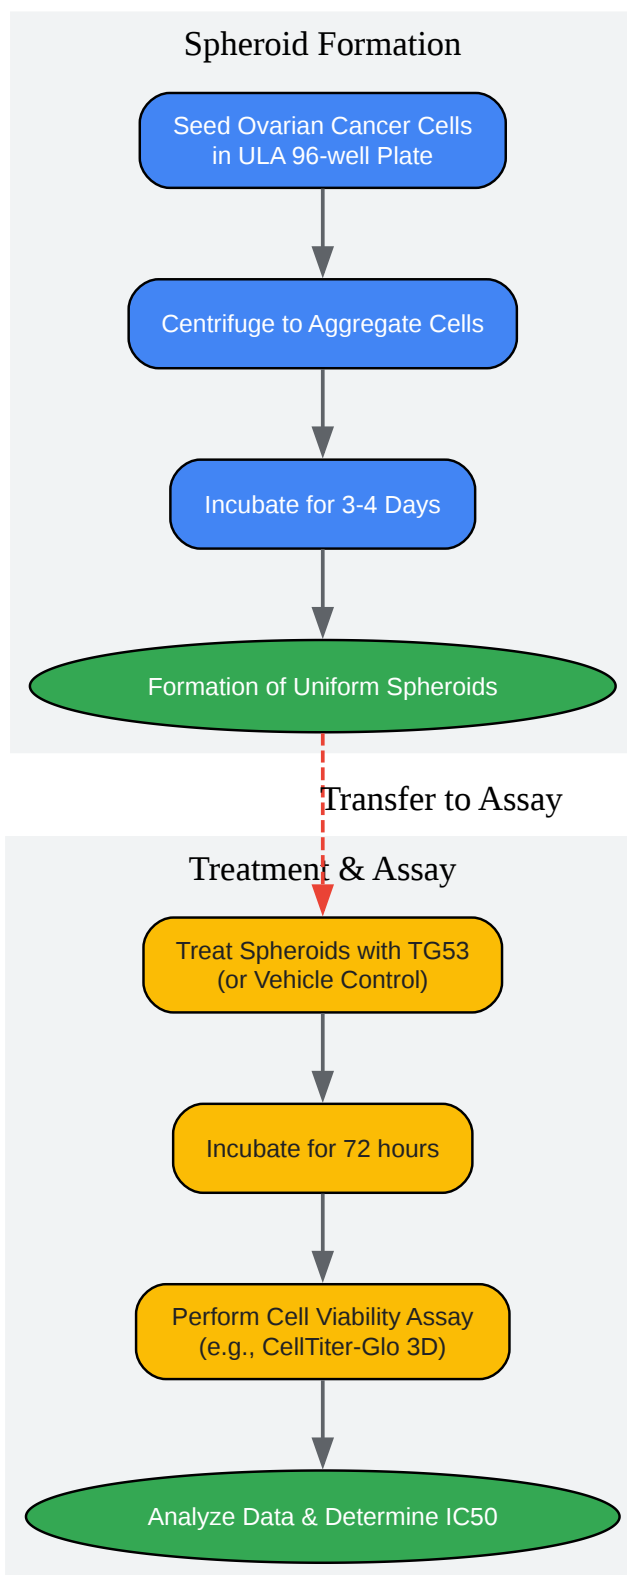 Spheroid Formation
Seed Ovarian Cancer Cells
in ULA 96-well Plate
Centrifuge to Aggregate Cells
Incubate for 3-4 Days
Formation of Uniform Spheroids
Transfer to Assay
Treatment & Assay
Treat Spheroids with TG53
(or Vehicle Control)
Incubate for 72 hours
Perform Cell Viability Assay
(e.g., CellTiter-Glo 3D)
Analyze Data & Determine IC50